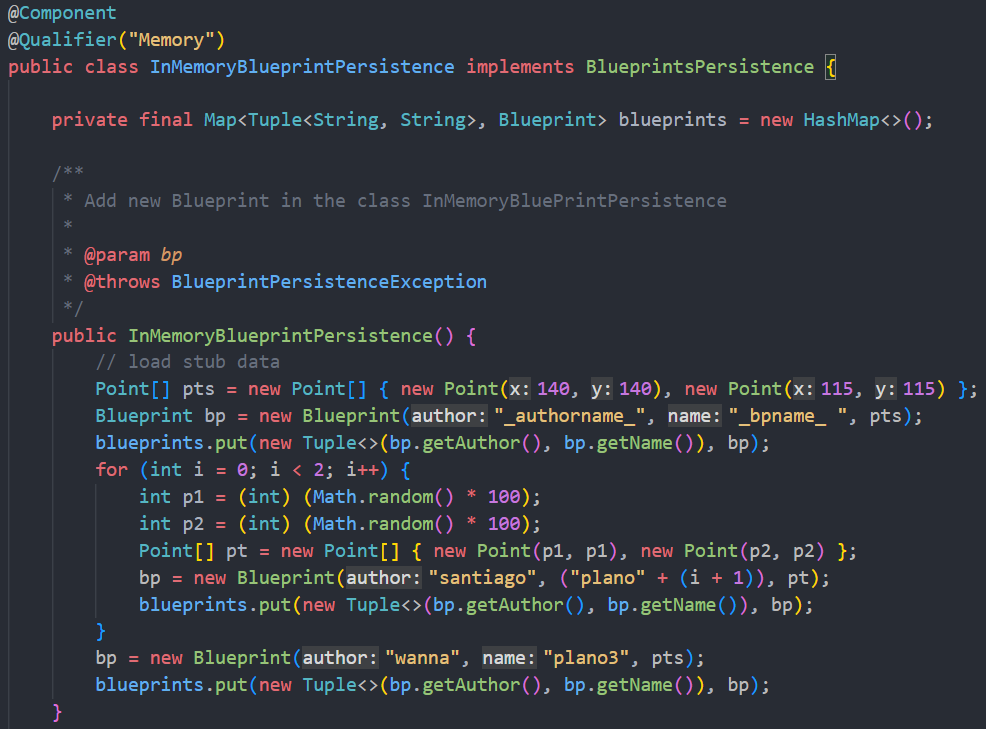 @Component
@Qualifier("Memory")
public class InMemoryBlueprintPersistence implements BlueprintsPersistence {
private final Map<Tuple<String, String>, Blueprint> blueprints = new HashMap<>();
/**
* Add new Blueprint in the class InMemoryBluePrintPersistence
*
* @param bp
* @throws BlueprintPersistenceException
*/
public InMemoryBlueprintPersistence() {
// load stub data
Point[] pts = new Point[] { new Point(x: 140, y: 140), new Point(x: 115, y: 115) };
Blueprint bp = new Blueprint(author: "_authorname_", name: "_bpname_ ", pts);
blueprints.put(new Tuple<>(bp.getAuthor(), bp.getName()), bp);
for (int i = 0; i < 2; i++) {
int p1 = (int) (Math.random() * 100);
int p2 = (int) (Math.random() * 100);
Point[] pt = new Point[] { new Point(p1, p1), new Point(p2, p2) };
bp = new Blueprint(author: "santiago", ("plano" + (i + 1)), pt);
blueprints.put(new Tuple<>(bp.getAuthor(), bp.getName()), bp);
}
bp = new Blueprint(author: "wanna", name: "plano3", pts);
blueprints.put(new Tuple<>(bp.getAuthor(), bp.getName()), bp);
}